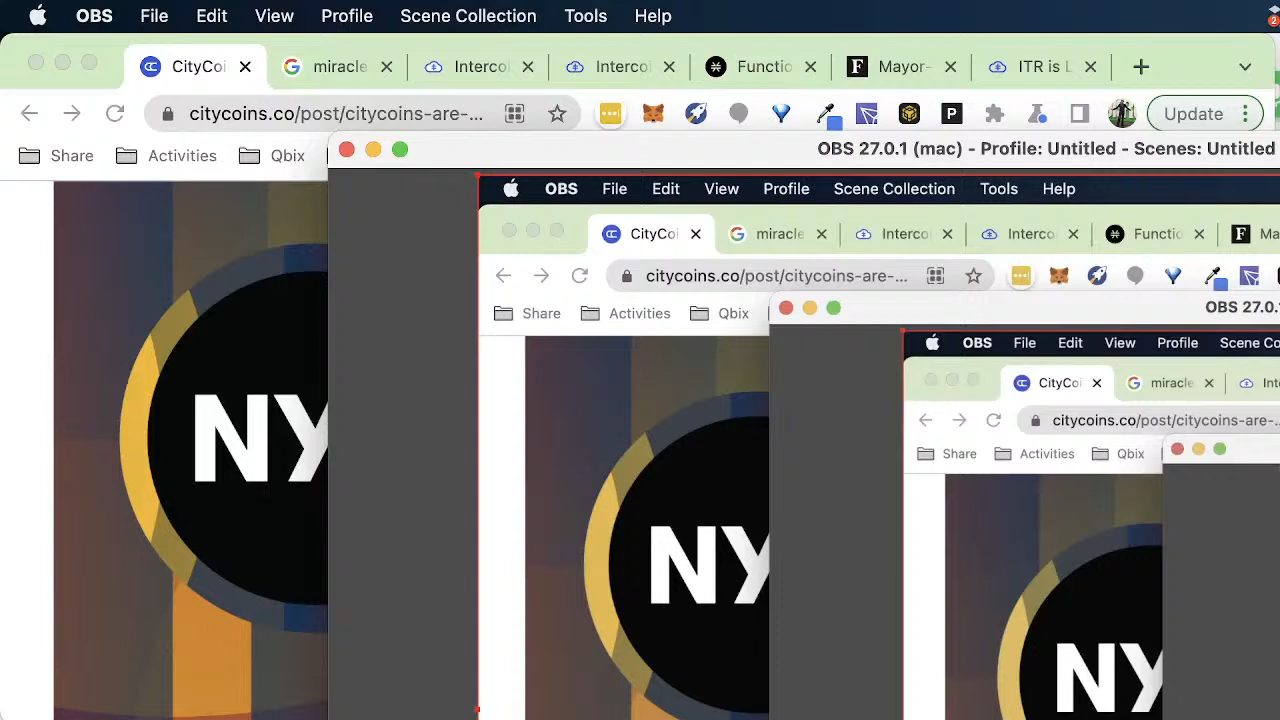 OBS File Edit View Profile Scene Collection Tools Help
2
CityCoi miracle Intercoi Intercoi Functio Mayor- ITR is L
citycoins.co/post/citycoins-are-... P Update
Share Activities Qbix
OBS 27.0.1 (mac) - Profile: Untitled - Scenes: Untitled
NY
OBS File Edit View Profile Scene Collection Tools Help
CityCoi miracle Interco Interco Functio Ma
citycoins.co/post/citycoins-are-...
Share Activities Qbix
OBS 27.0.
NY
OBS File Edit View Profile Scene Co
CityCoi miracle Int
citycoins.co/post/citycoins-are-..
Share Activities Qbix
NY